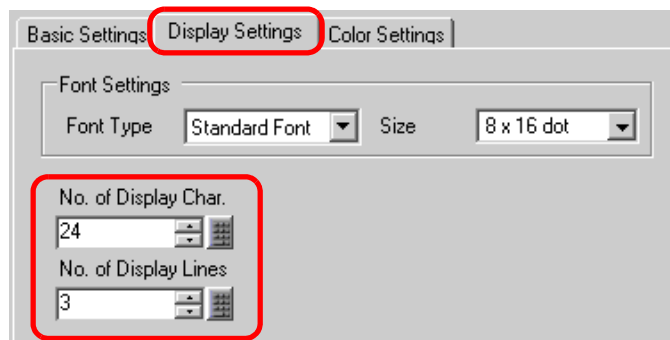 Basic Settings Display Settings Color Settings
Font Settings
Font Type Standard Font Size 8 x 16 dot
No. of Display Char.
24
No. of Display Lines
3